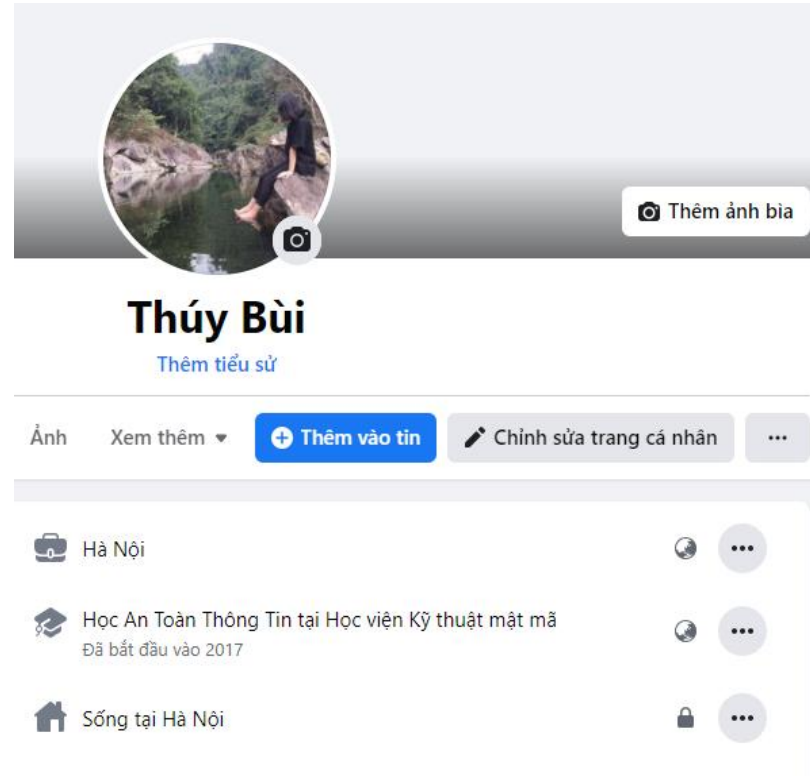 Thêm ảnh bìa
Thúy Bùi
Thêm tiểu sử
Ảnh
Xem thêm
Thêm vào tin
Chỉnh sửa trang cá nhân
Hà Nội
Học An Toàn Thông Tin tại Học viện Kỹ thuật mật mã
Đã bắt đầu vào 2017
Sống tại Hà Nội